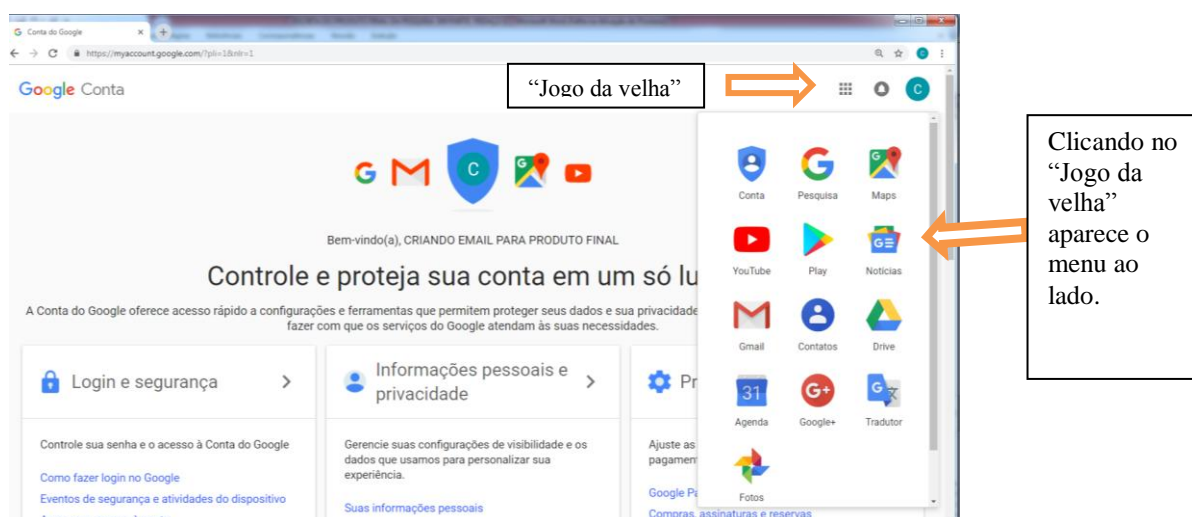 Conta do Google
https://myaccount.google.com/?pli=1&nlr=1
Google Conta
“Jogo da velha”
C
C
Bem-vindo(a), CRIANDO EMAIL PARA PRODUTO FINAL
Controle e proteja sua conta em um só lu
A Conta do Google oferece acesso rápido a configurações e ferramentas que permitem proteger seus dados e sua privacidade
fazer com que os serviços do Google atendam às suas necessidades.
Login e segurança
Controle sua senha e o acesso à Conta do Google
Como fazer login no Google
Eventos de segurança e atividades do dispositivo
Informações pessoais e
privacidade
Gerencie suas configurações de visibilidade e os
dados que usamos para personalizar sua
experiência.
Suas informações pessoais
Pr
Ajuste as
pagamen
Google Pa
Compras, assinaturas e reservas
Conta Pesquisa Maps
YouTube Play Notícias
Gmail Contatos Drive
31 G+
Agenda Google+ Tradutor
Fotos
Clicando no
“Jogo da
velha”
aparece o
menu ao
lado.